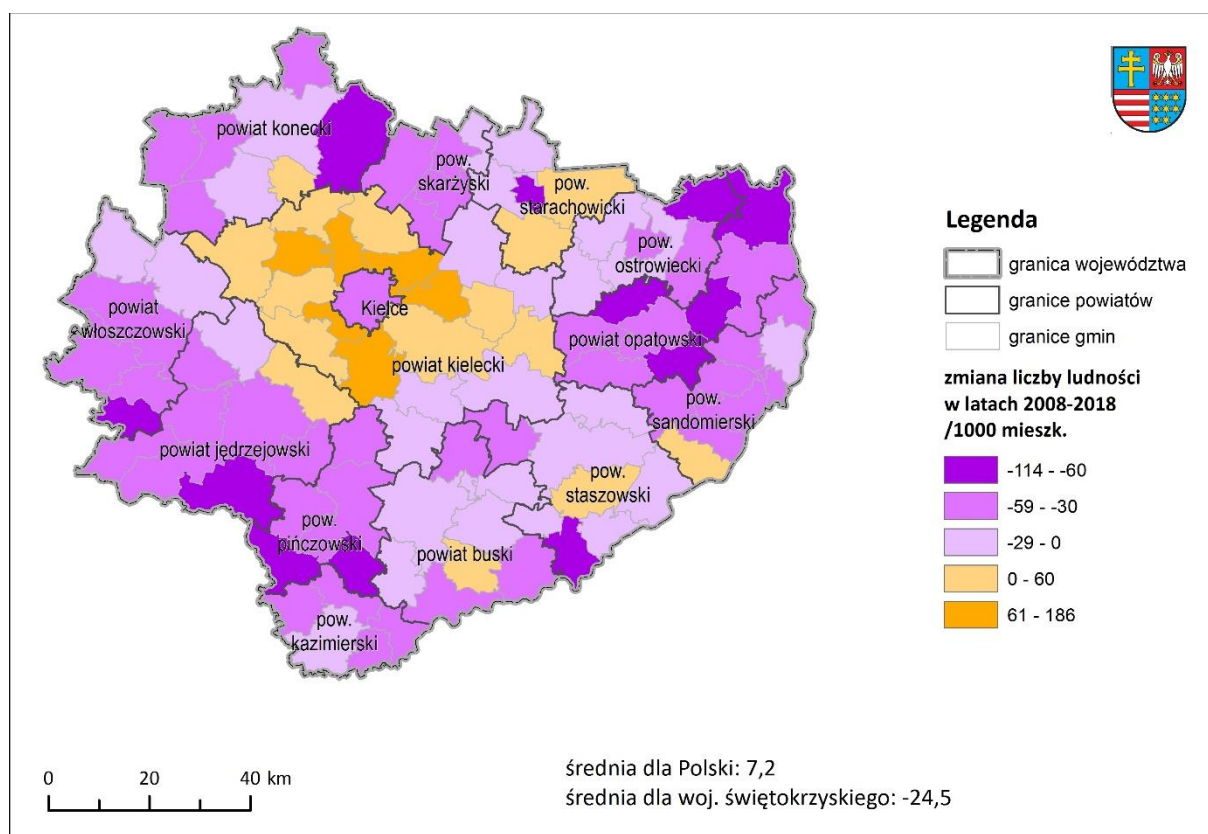 powiat konecki
pow.
skarżyski
pow.
starachowicki
pow.
ostrowiecki
powiat
włoszczowski
Kielce
powiat kielecki
powiat opatowski
pow.
sandomierski
powiat jędrzejowski
pow.
staszowski
pow.
pińczowski
powiat buski
pow.
kazimierski
Legenda
granica województwa
granice powiatów
granice gmin
zmiana liczby ludności
w latach 2008-2018
/1000 mieszk.
-114 - -60
-59 - -30
-29 - 0
0 - 60
61 - 186
0 20 40 km
średnia dla Polski: 7,2
średnia dla woj. świętokrzyskiego: -24,5